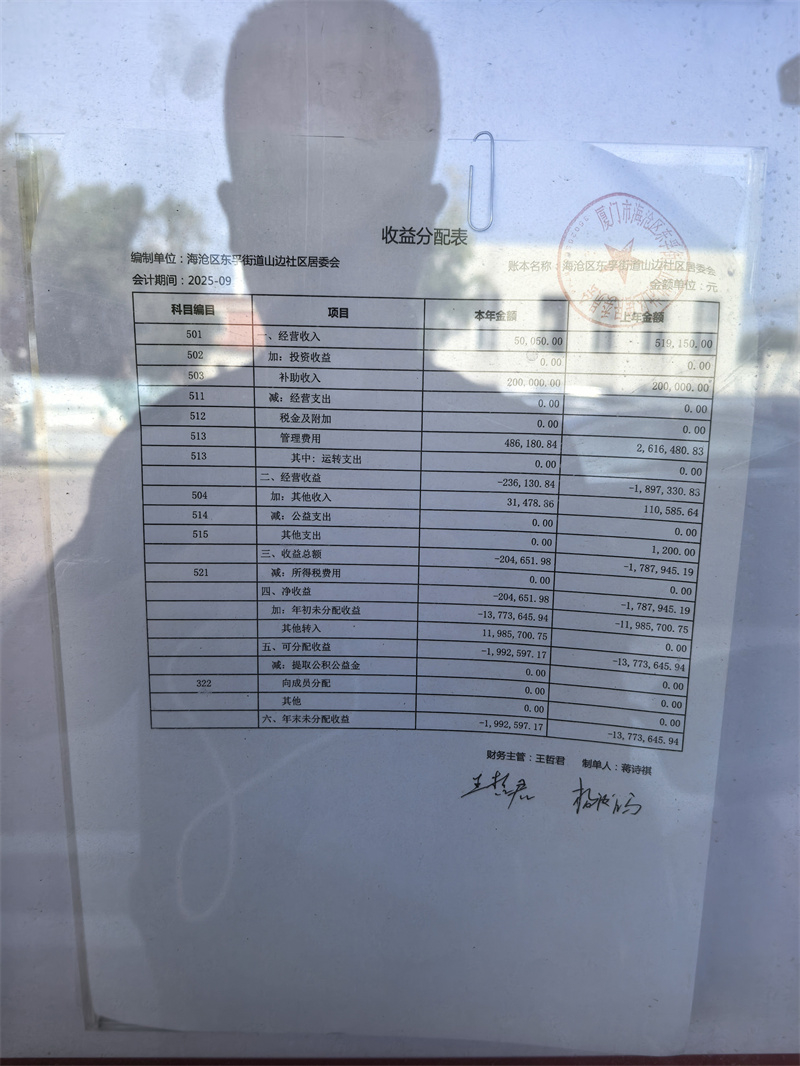 收益分配表
编制单位：海沧区东孚街道山边社区居委会 账本名称：海沧区东孚街道山边社区居委会
会计期间：2025-09 金额单位：元
科目编目 项目 本年金额 上年金额
501 一、经营收入 50,050.00 519,150.00
502 加：投资收益 0.00 0.00
503 补助收入 200,000.00 200,000.00
511 减：经营支出 0.00 0.00
512 税金及附加 0.00 0.00
513 管理费用 486,180.84 2,616,480.83
513 其中：运转支出 0.00 0.00
二、经营收益 -236,130.84 -1,897,330.83
504 加：其他收入 31,478.86 110,585.64
514 减：公益支出 0.00 0.00
515 其他支出 0.00 1,200.00
三、收益总额 -204,651.98 -1,787,945.19
521 减：所得税费用 0.00 0.00
四、净收益 -204,651.98 -1,787,945.19
加：年初未分配收益 -13,773,645.94 -11,985,700.75
其他转入 11,985,700.75 0.00
五、可分配收益 -1,992,597.17 -13,773,645.94
减：提取公积公益金 0.00 0.00
322 向成员分配 0.00 0.00
其他 0.00 0.00
六、年末未分配收益 -1,992,597.17 -13,773,645.94
财务主管：王哲君 制单人：蒋诗祺
王哲君
厦门市海沧区东孚街